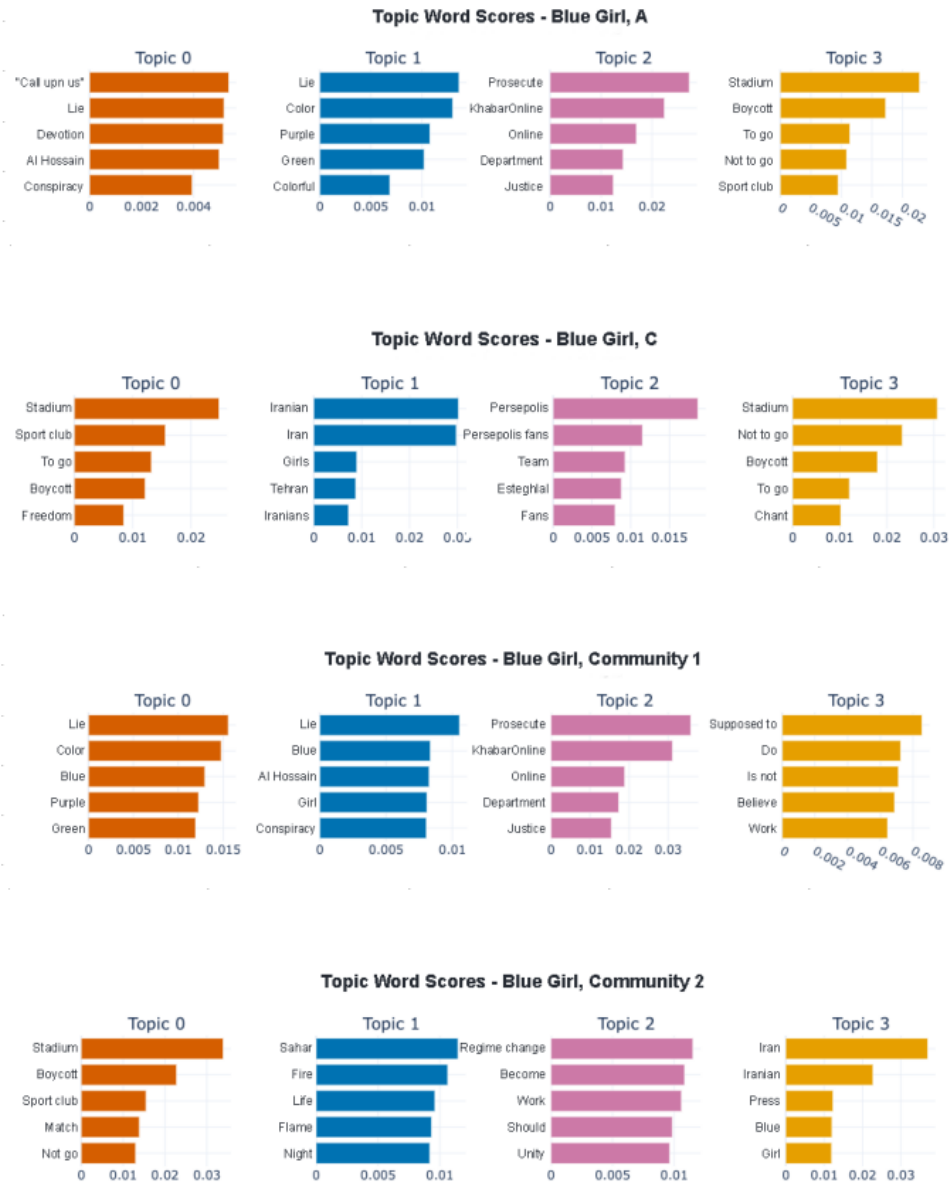 Topic Word Scores - Blue Girl, A
Topic 0
"Call upn us"
Lie
Devotion
Al Hossain
Conspiracy
0 0.002 0.004
Topic 1
Lie
Color
Purple
Green
Colorful
0 0.005 0.01
Topic 2
Prosecute
KhabarOnline
Online
Department
Justice
0 0.01 0.02
Topic 3
Stadium
Boycott
To go
Not to go
Sport club
0 0.005 0.01 0.015 0.02
Topic Word Scores - Blue Girl, C
Topic 0
Stadium
Sport club
To go
Boycott
Freedom
0 0.01 0.02
Topic 1
Iranian
Iran
Girls
Tehran
Iranians
0 0.01 0.02 0.03
Topic 2
Persepolis
Persepolis fans
Team
Esteghlal
Fans
0 0.005 0.01 0.015
Topic 3
Stadium
Not to go
Boycott
To go
Chant
0 0.01 0.02 0.03
Topic Word Scores - Blue Girl, Community 1
Topic 0
Lie
Color
Blue
Purple
Green
0 0.005 0.01 0.015
Topic 1
Lie
Blue
Al Hossain
Girl
Conspiracy
0 0.005 0.01
Topic 2
Prosecute
KhabarOnline
Online
Department
Justice
0 0.01 0.02 0.03
Topic 3
Supposed to
Do
Is not
Believe
Work
0 0.002 0.004 0.006 0.008
Topic Word Scores - Blue Girl, Community 2
Topic 0
Stadium
Boycott
Sport club
Match
Not go
0 0.01 0.02 0.03
Topic 1
Sahar
Fire
Life
Flame
Night
0 0.005 0.01
Topic 2
Regime change
Become
Work
Should
Unity
0 0.005 0.01
Topic 3
Iran
Iranian
Press
Blue
Girl
0 0.01 0.02 0.03